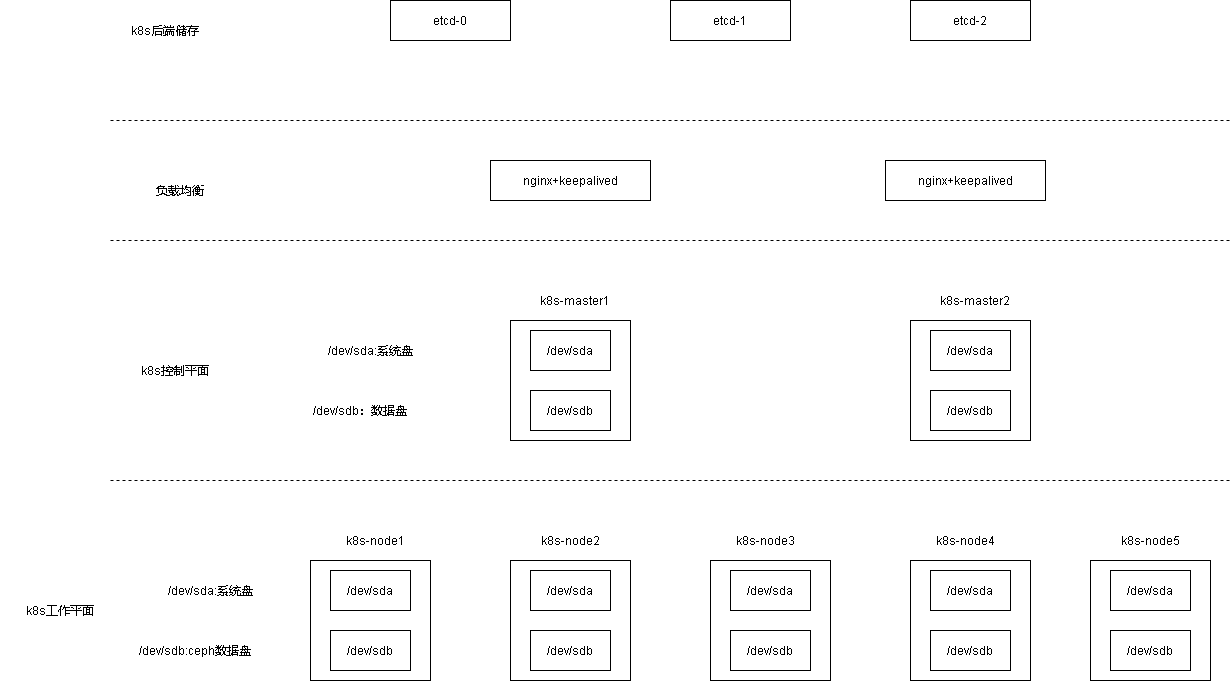 etcd-0
etcd-1
etcd-2
k8s后端储存
负载均衡
nginx+keepalived
nginx+keepalived
k8s-master1
k8s-master2
/dev/sda:系统盘
/dev/sda
/dev/sda
k8s控制平面
/dev/sdb：数据盘
/dev/sdb
/dev/sdb
k8s-node1
k8s-node2
k8s-node3
k8s-node4
k8s-node5
/dev/sda:系统盘
/dev/sda
/dev/sda
/dev/sda
/dev/sda
/dev/sda
k8s工作平面
/dev/sdb:ceph数据盘
/dev/sdb
/dev/sdb
/dev/sdb
/dev/sdb
/dev/sdb